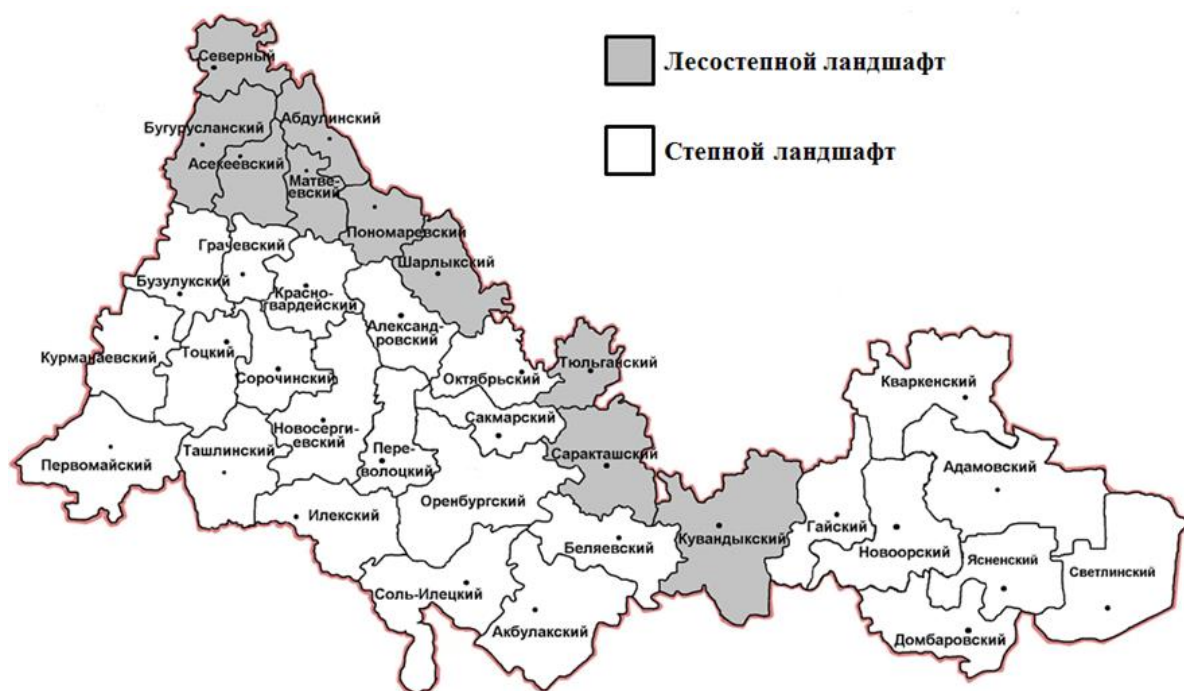 Северный
Лесостепной ландшафт
Степной ландшафт
Бугурусланский
Абдулинский
Асекеевский
Матве-
евский
Пономаревский
Шарлыкский
Грачевский
Бузулукский
Красно-
гвардейский
Александ-
ровский
Курманаевский
Тоцкий
Сорочинский
Октябрьский
Тюльганский
Кваркенский
Сакмарский
Новосерги-
евский
Пере-
волоцкий
Первомайский
Ташлинский
Саракташский
Адамовский
Оренбургский
Илекский
Беляевский
Кувандыкский
Гайский
Новоорский
Ясненский
Светлинский
Соль-Илецкий
Акбулакский
Домбаровский